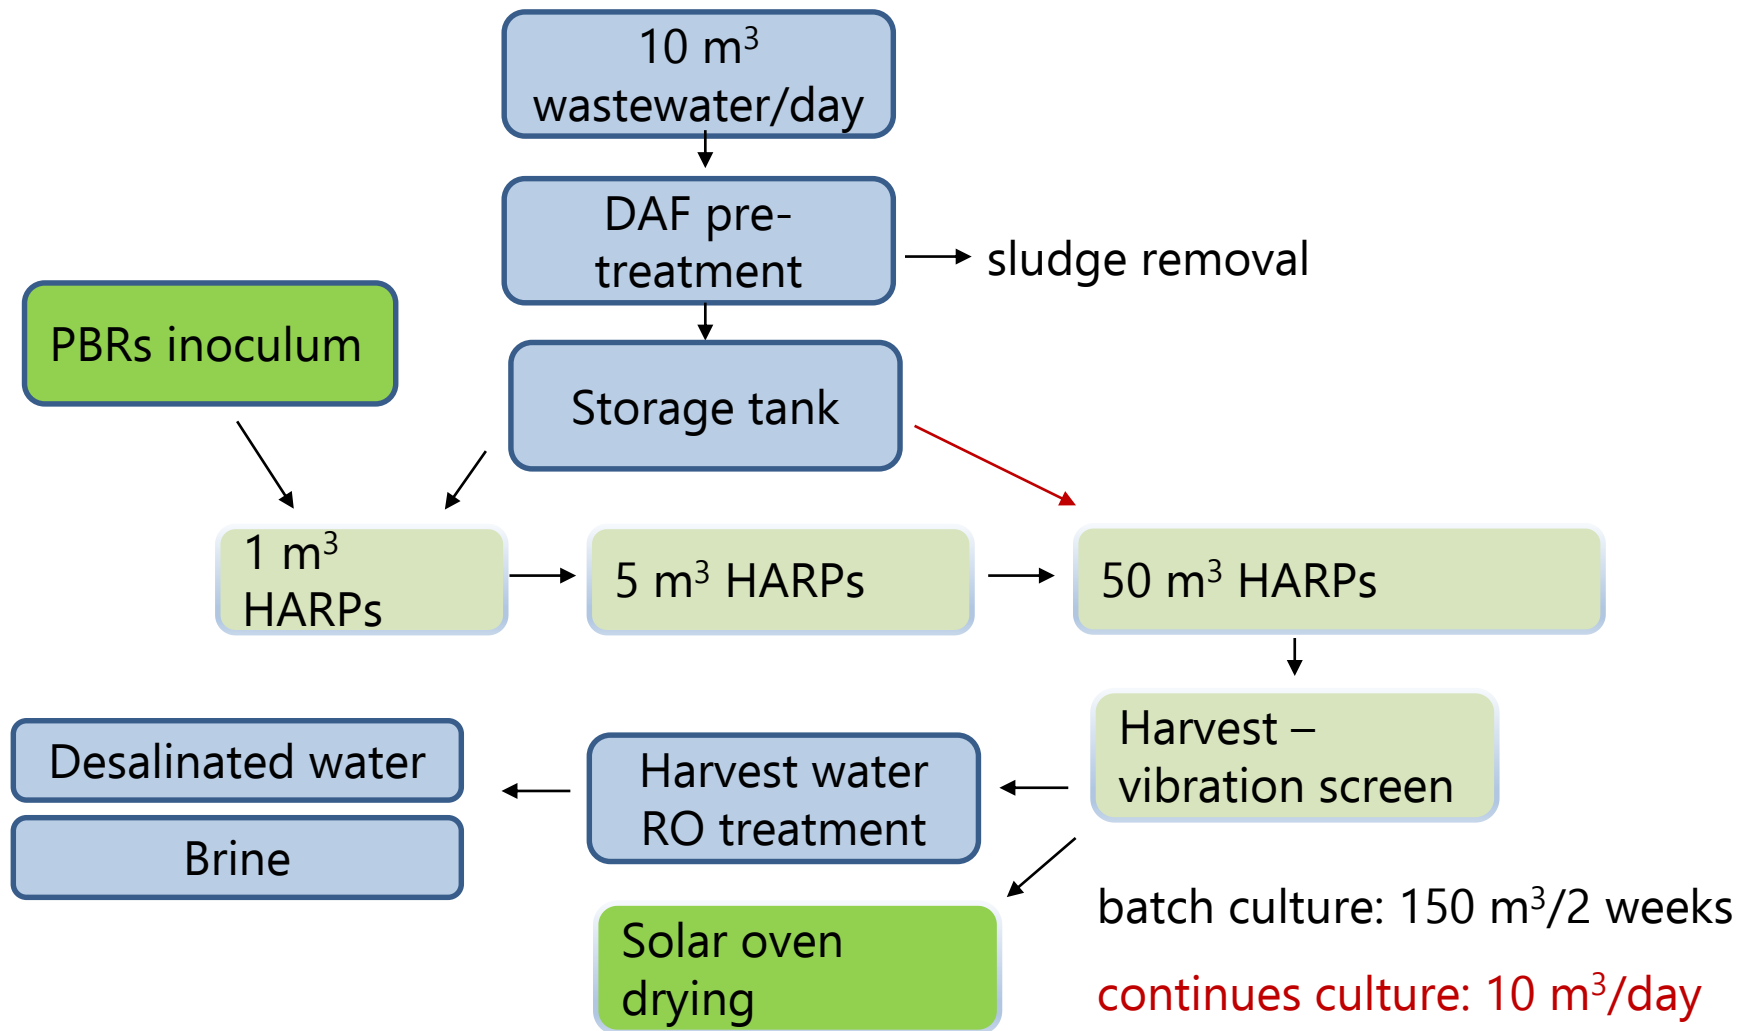 10 m³
wastewater/day
DAF pre-
treatment
sludge removal
PBRs inoculum
Storage tank
1 m³
HARPs
5 m³ HARPs
50 m³ HARPs
Harvest –
vibration screen
Harvest water
RO treatment
Desalinated water
Brine
Solar oven
drying
batch culture: 150 m³/2 weeks
continues culture: 10 m³/day